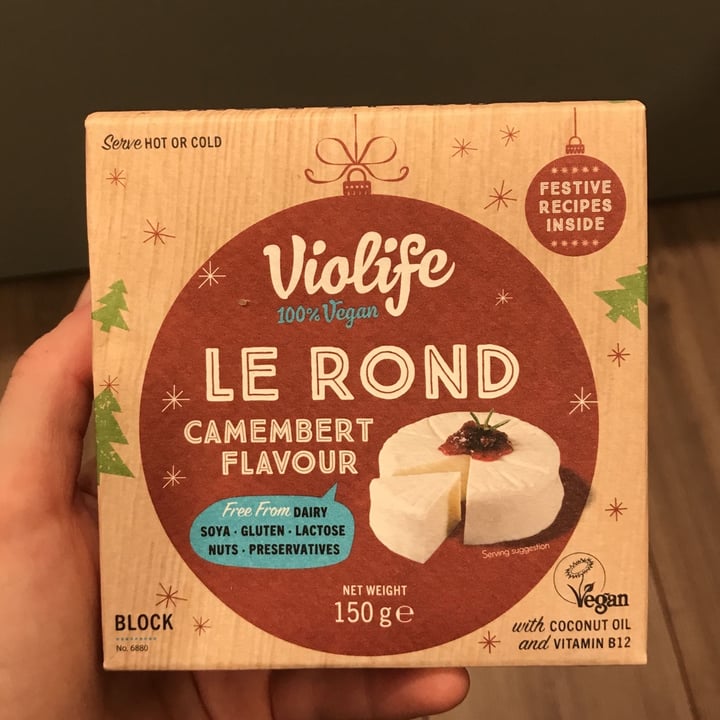 Serve HOT OR COLD
FESTIVE
RECIPES
INSIDE
Violife
100% Vegan
LE ROND
CAMEMBERT
FLAVOUR
Free From DAIRY
SOYA · GLUTEN · LACTOSE
NUTS · PRESERVATIVES
Serving suggestion
NET WEIGHT
150 g e
BLOCK
No. 6880
Vegan
with COCONUT OIL
and VITAMIN B12